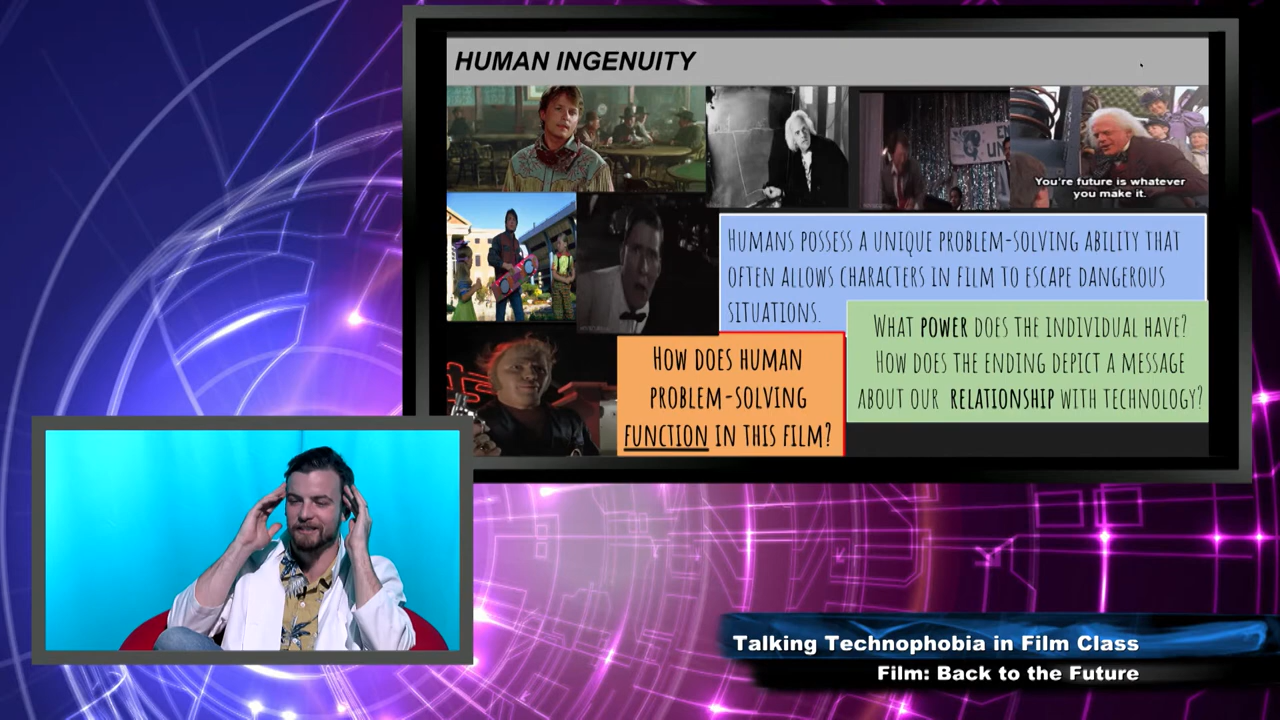 HUMAN INGENUITY
You're future is whatever
you make it.
HUMANS POSSESS A UNIQUE PROBLEM-SOLVING ABILITY THAT
OFTEN ALLOWS CHARACTERS IN FILM TO ESCAPE DANGEROUS
SITUATIONS.
WHAT POWER DOES THE INDIVIDUAL HAVE?
HOW DOES THE ENDING DEPICT A MESSAGE
ABOUT OUR RELATIONSHIP WITH TECHNOLOGY?
HOW DOES HUMAN
PROBLEM-SOLVING
FUNCTION IN THIS FILM?
Talking Technophobia in Film Class
Film: Back to the Future